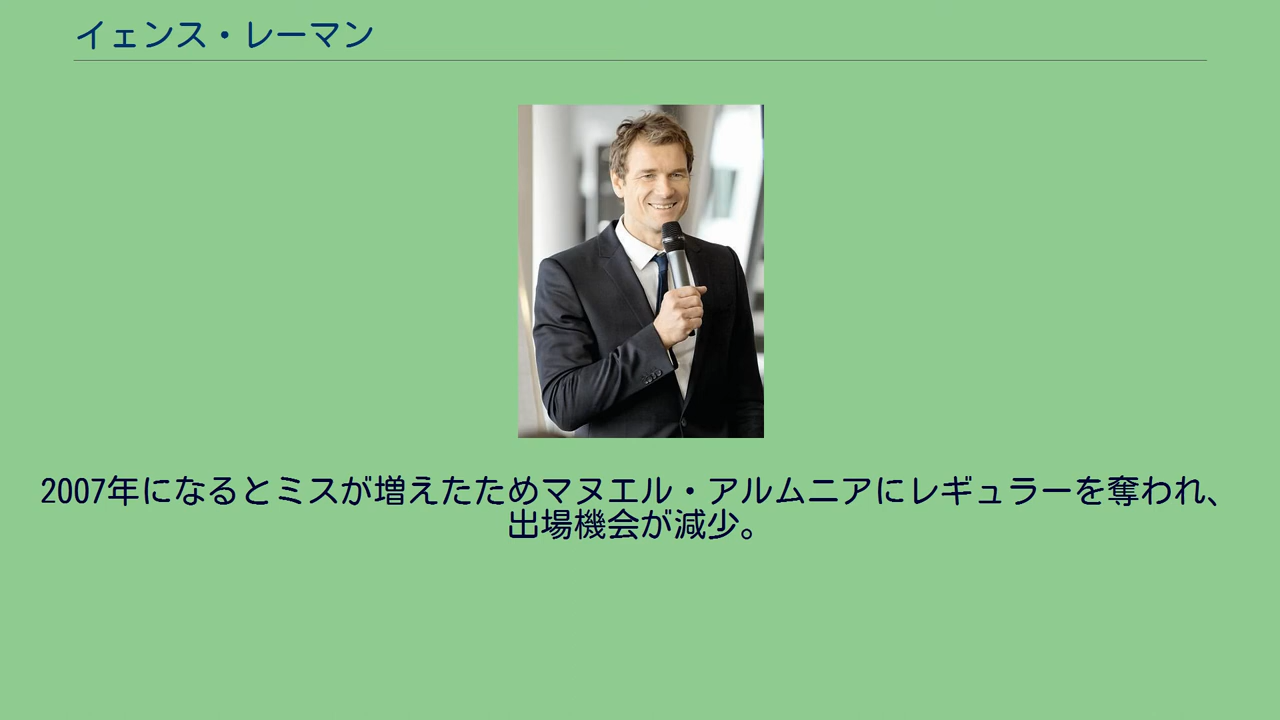 イェンス・レーマン
2007年になるとミスが増えたためマヌエル・アルムニアにレギュラーを奪われ、
出場機会が減少。